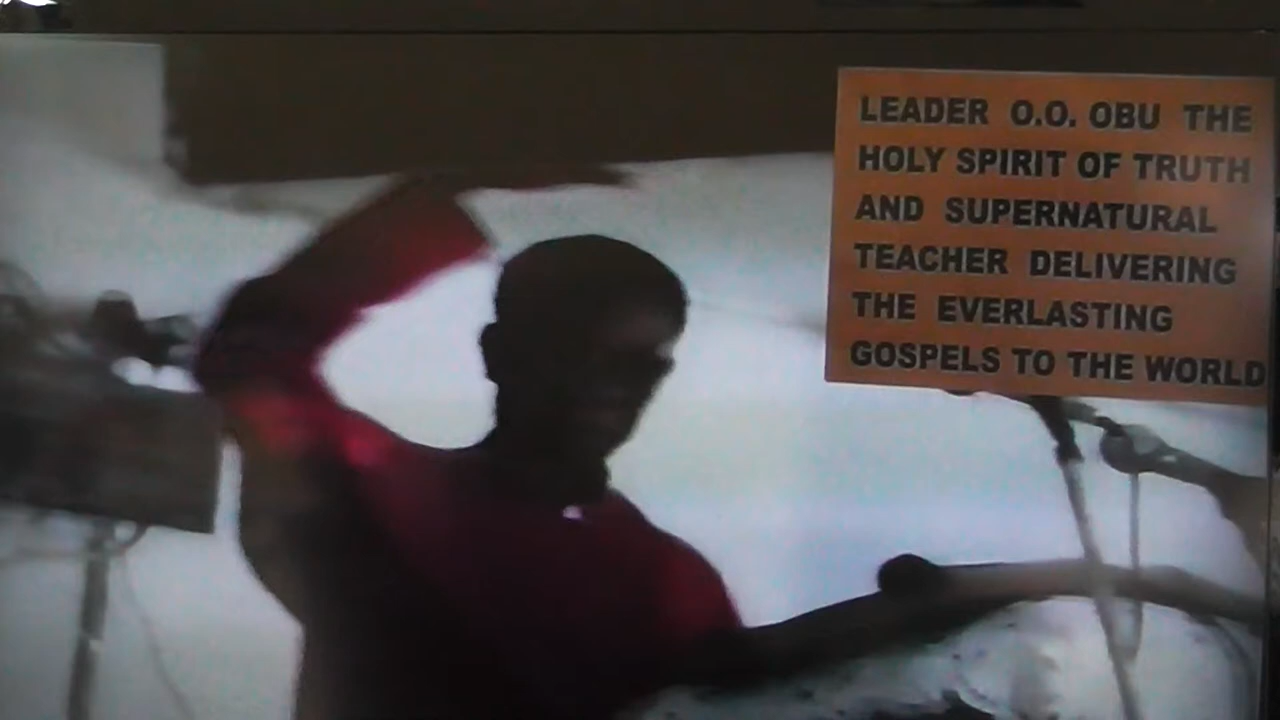 LEADER O.O. OBU THE
HOLY SPIRIT OF TRUTH
AND SUPERNATURAL
TEACHER DELIVERING
THE EVERLASTING
GOSPELS TO THE WORLD